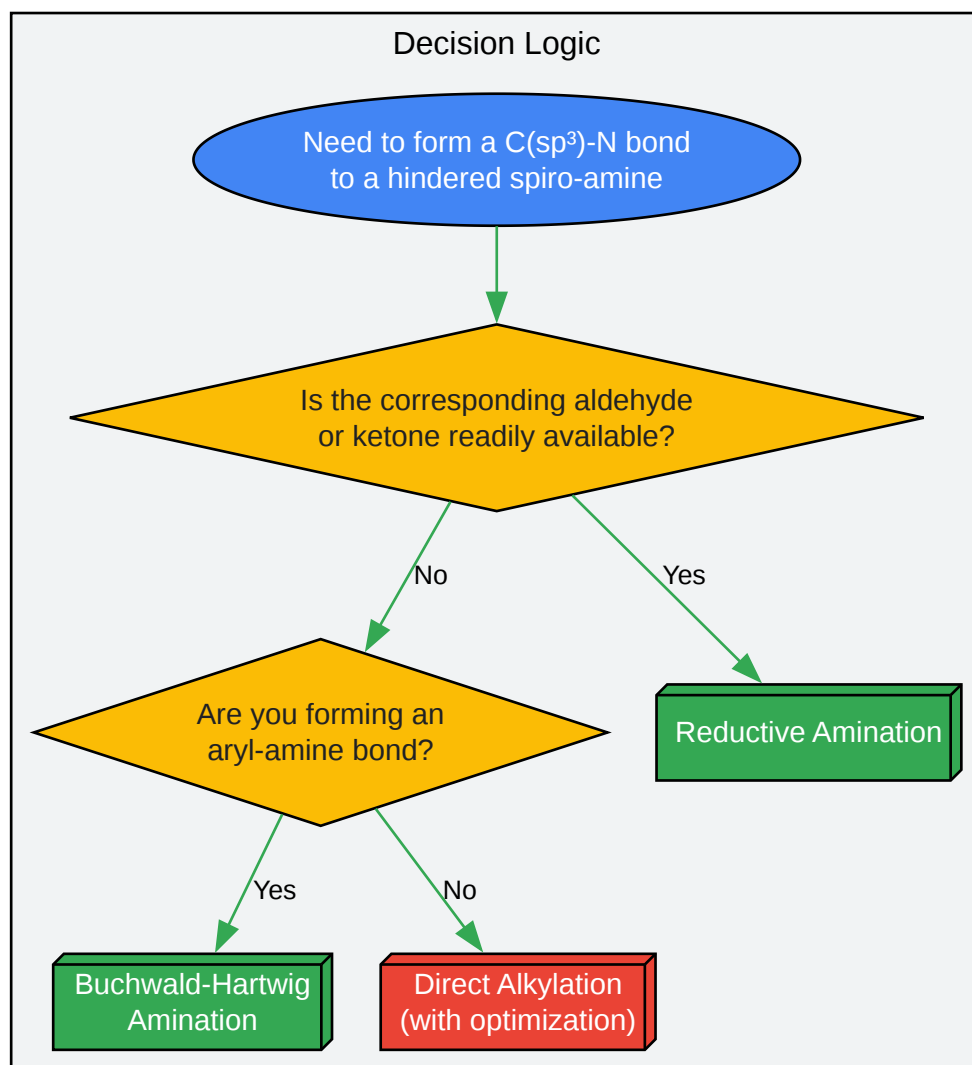 Decision Logic
Need to form a C(sp³)-N bond
to a hindered spiro-amine
Is the corresponding aldehyde
or ketone readily available?
No
Yes
Are you forming an
aryl-amine bond?
Reductive Amination
Yes
No
Buchwald-Hartwig
Amination
Direct Alkylation
(with optimization)